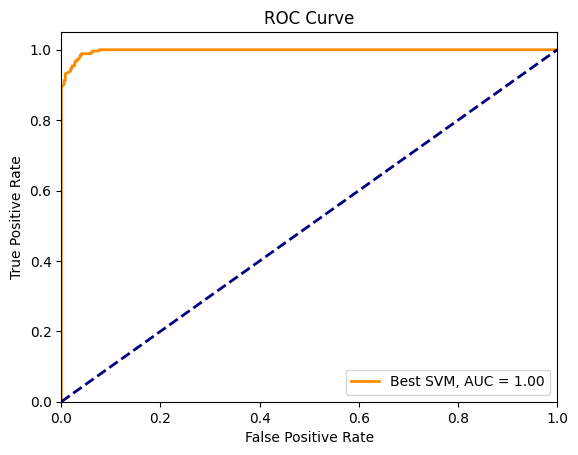 ROC Curve
True Positive Rate
1.0
0.8
0.6
0.4
0.2
0.0
0.0 0.2 0.4 0.6 0.8 1.0
False Positive Rate
Best SVM, AUC = 1.00